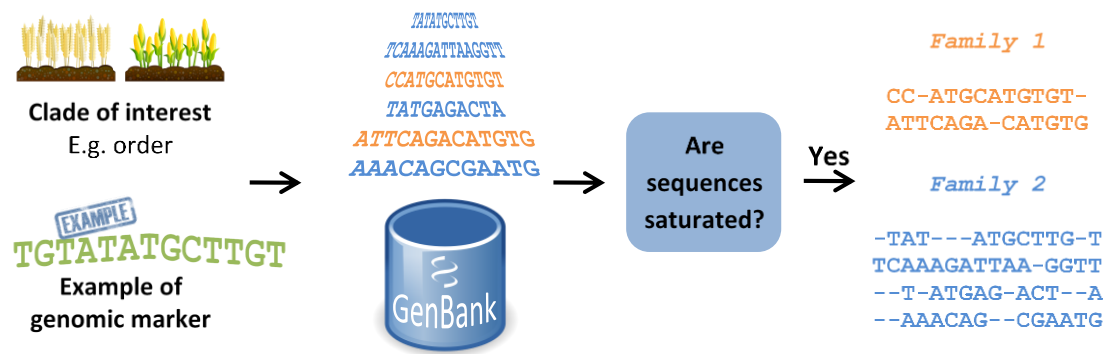 Clade of interest
E.g. order
EXAMPLE
TGTATATGCTTGT
Example of
genomic marker
TATATGCTTGT
TCAAAGATTAAGGTT
CCATGCATGTGT
TATGAGACTA
ATTCAGACATGTG
AAACAGCGAATG
GenBank
Are
sequences
saturated?
Yes
Family 1
CC-ATGCATGTGT-
ATTCAGA-CATGTG
Family 2
-TAT---ATGCTTG-T
TCAAAGATTAA-GGTT
--T-ATGAG-ACT--A
--AAACAG--CGAATG